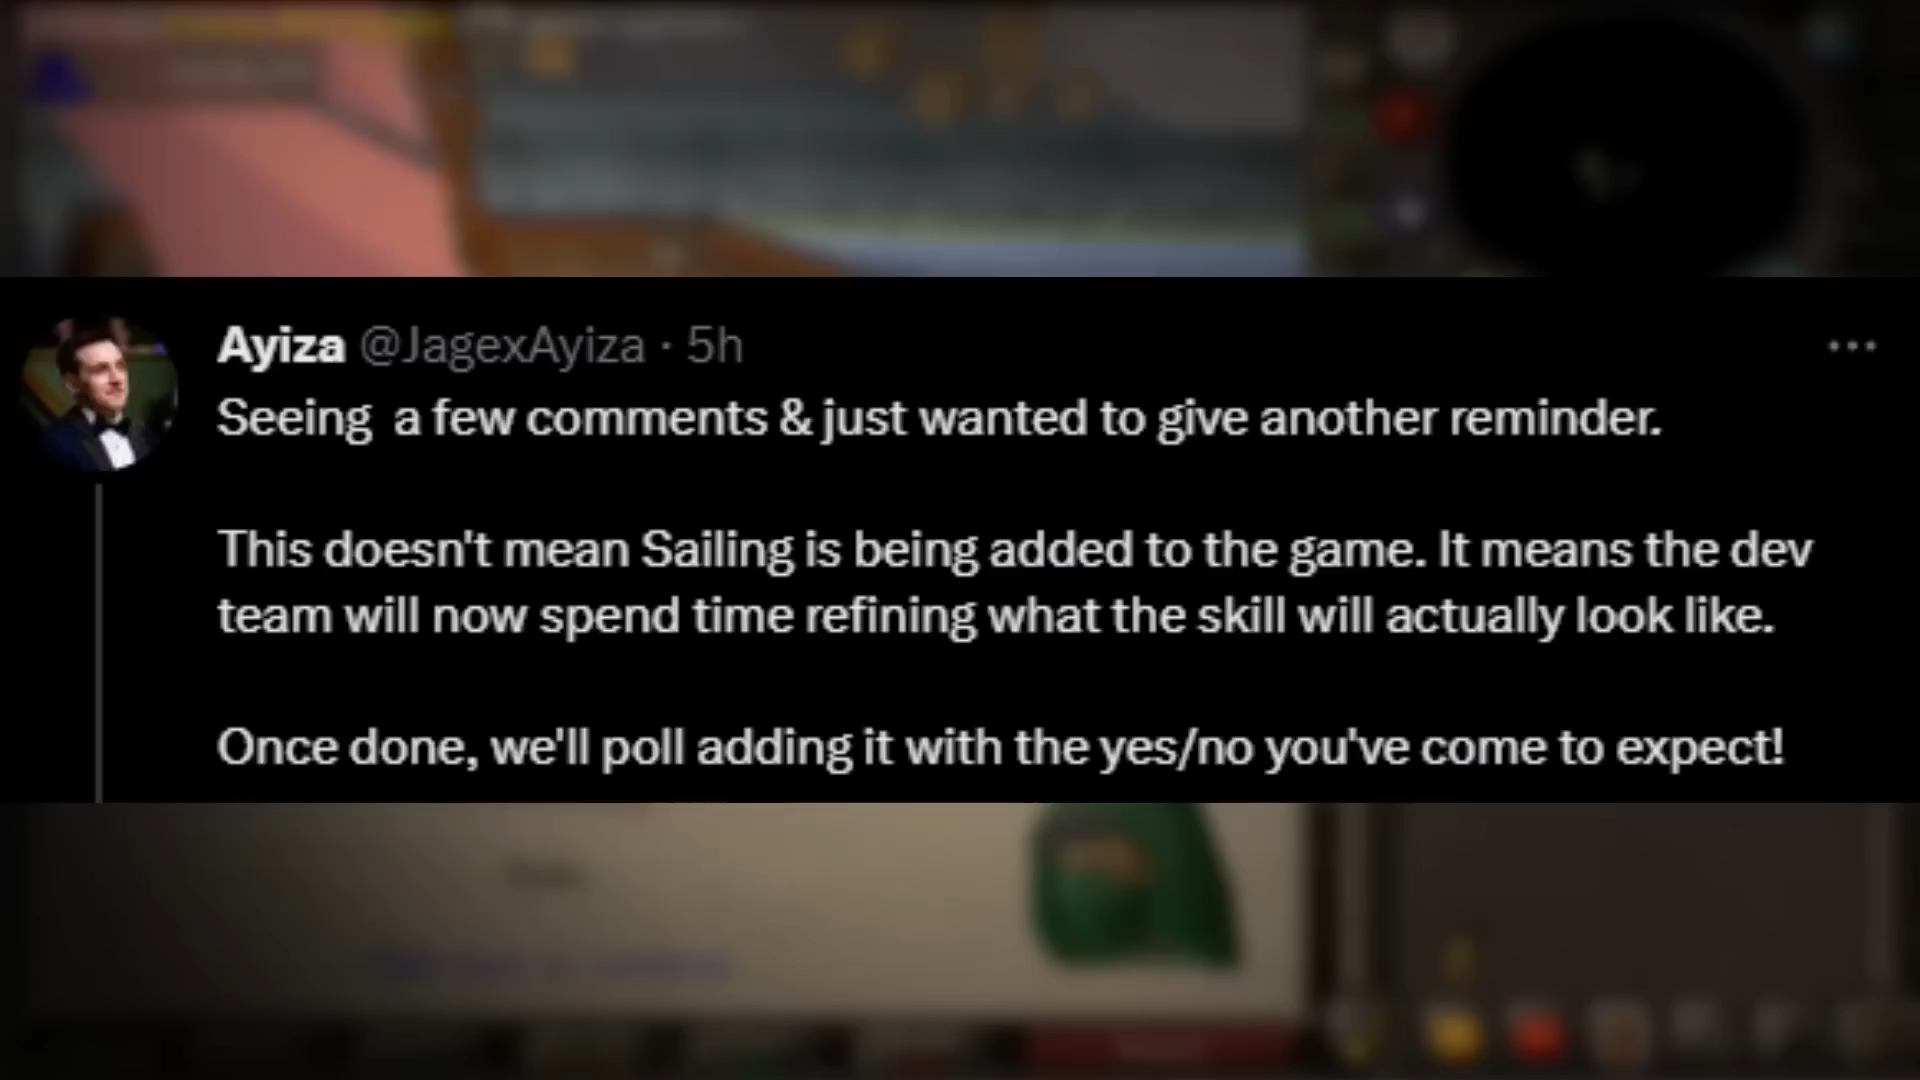 Ayiza @JagexAyiza · 5h
Seeing  a few comments & just wanted to give another reminder.
This doesn't mean Sailing is being added to the game. It means the dev
team will now spend time refining what the skill will actually look like.
Once done, we'll poll adding it with the yes/no you've come to expect!